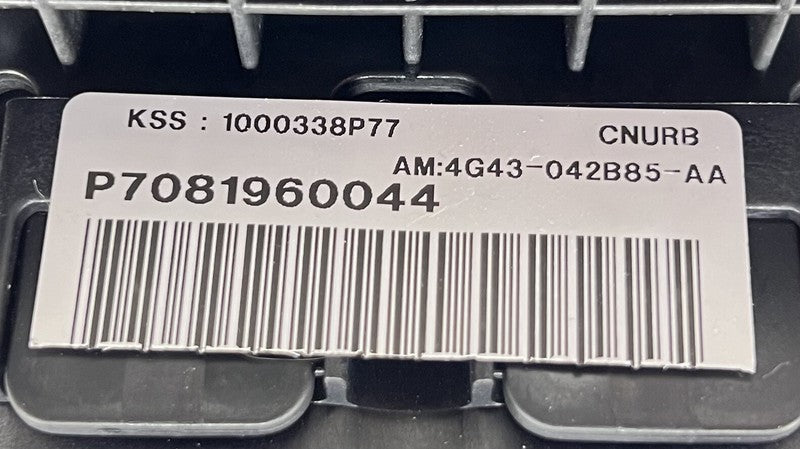 KSS : 1000338P77
CNURB
AM:4G43-042B85-AA
P7081960044